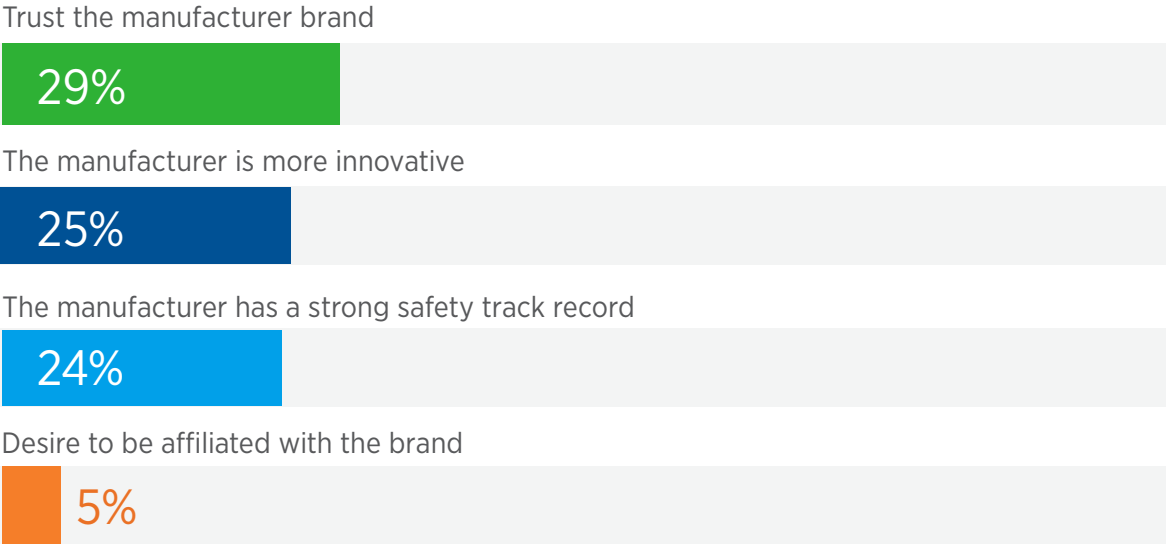 Trust the manufacturer brand
29%
The manufacturer is more innovative
25%
The manufacturer has a strong safety track record
24%
Desire to be affiliated with the brand
5%